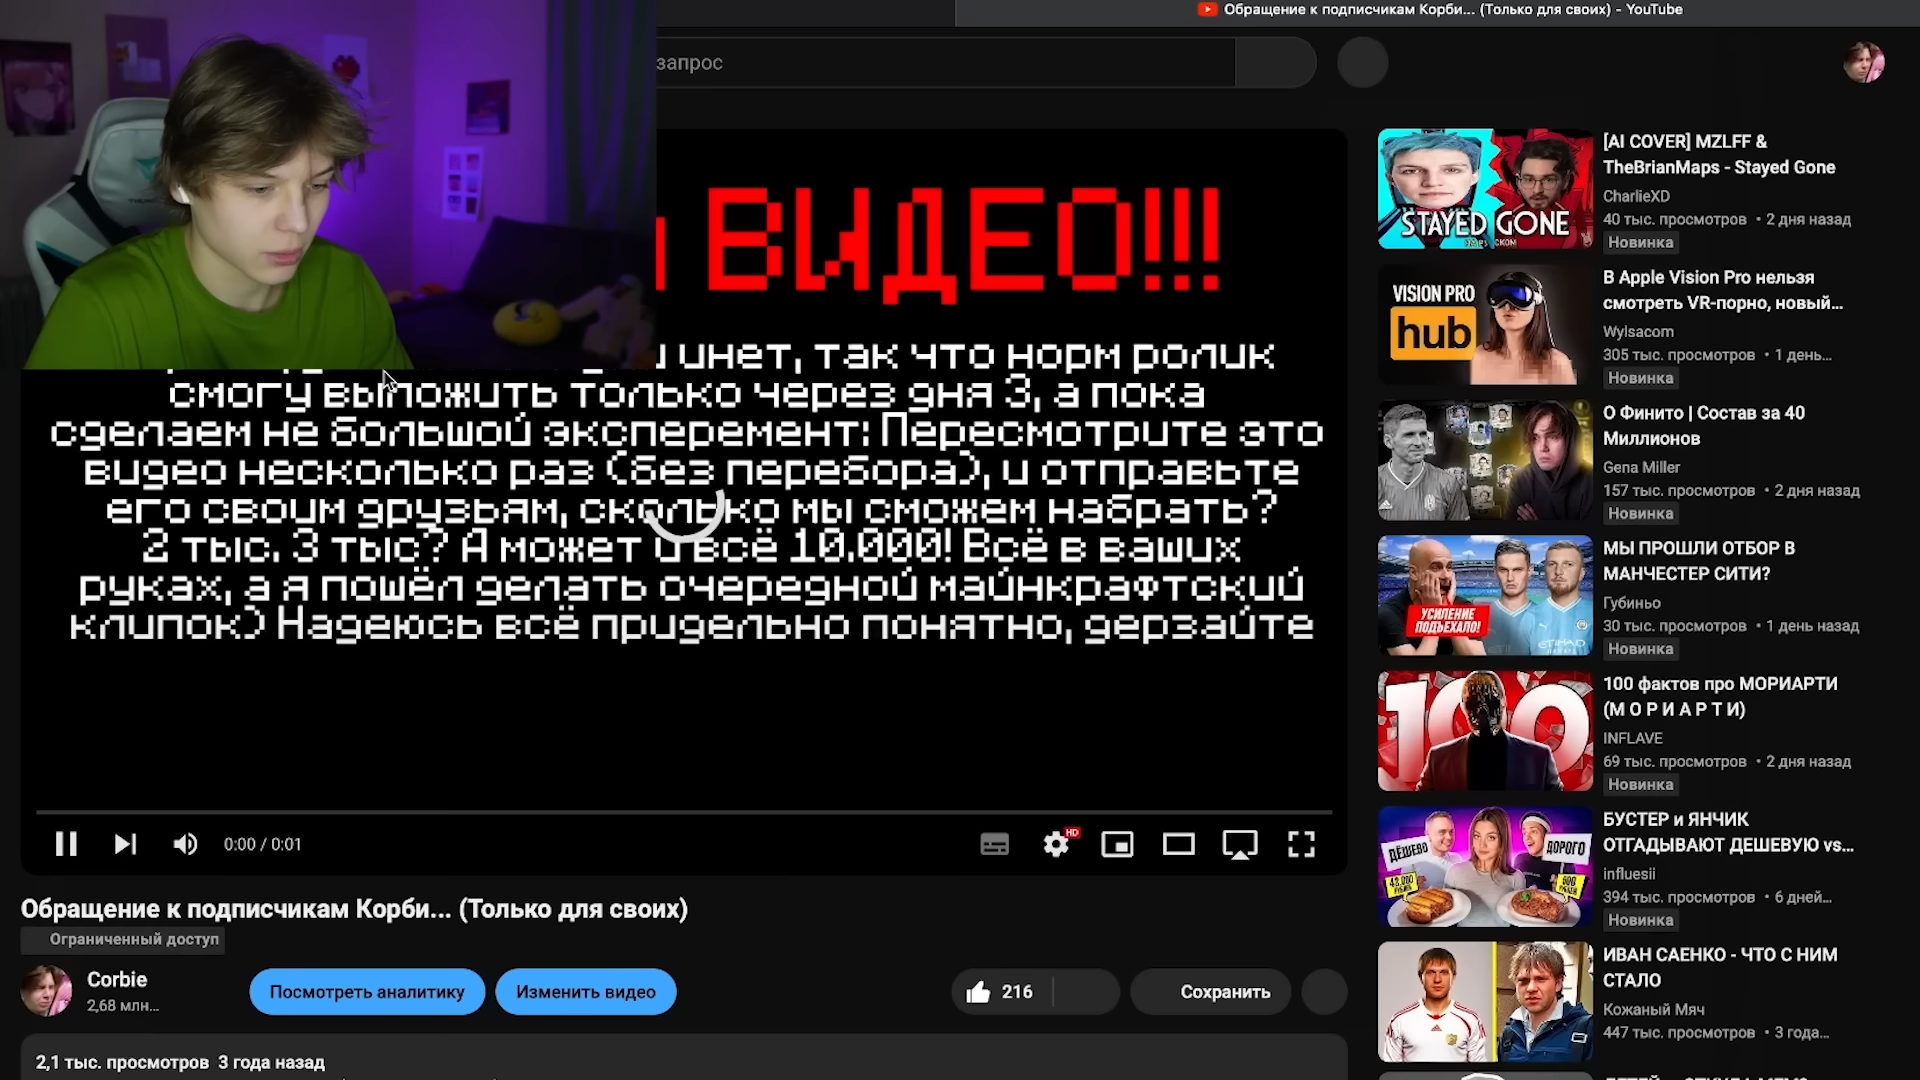 Обращение к подписчикам Корби... (Только для своих) - YouTube
запрос
ВИДЕО!!!
инет, так что норм ролик
смогу выложить только через дня 3, а пока
сделаем не большой эксперемент: Пересмотрите это
видео несколько раз (без перебора), и отправьте
его своим друзьям, сколько мы сможем набрать?
2 тыс. 3 тыс? А может и всё 10.000! Всё в ваших
руках, а я пошёл делать очередной майнкрафтский
клипок) Надеюсь всё придельно понятно, дерзайте
0:00 / 0:01
HD
Обращение к подписчикам Корби... (Только для своих)
Ограниченный доступ
Corbie
2,68 млн...
Посмотреть аналитику
Изменить видео
216
Сохранить
2,1 тыс. просмотров 3 года назад
STAYED GONE
[AI COVER] MZLFF &
TheBrianMaps - Stayed Gone
CharlieXD
40 тыс. просмотров • 2 дня назад
Новинка
VISION PRO
hub
В Apple Vision Pro нельзя
смотреть VR-порно, новый...
Wylsacom
305 тыс. просмотров • 1 день...
Новинка
О Финито | Состав за 40
Миллионов
Gena Miller
157 тыс. просмотров • 2 дня назад
Новинка
УСИЛЕНИЕ
ПОДЪЕХАЛО!
МЫ ПРОШЛИ ОТБОР В
МАНЧЕСТЕР СИТИ?
Губиньо
30 тыс. просмотров • 1 день назад
Новинка
100
100 фактов про МОРИАРТИ
(М О Р И А Р Т И)
INFLAVE
69 тыс. просмотров • 2 дня назад
Новинка
ДЁШЕВО
ДОРОГО
БУСТЕР и ЯНЧИК
ОТГАДЫВАЮТ ДЕШЕВУЮ vs...
influesii
394 тыс. просмотров • 6 дней...
Новинка
ИВАН САЕНКО - ЧТО С НИМ
СТАЛО
Кожаный Мяч
447 тыс. просмотров • 3 года...